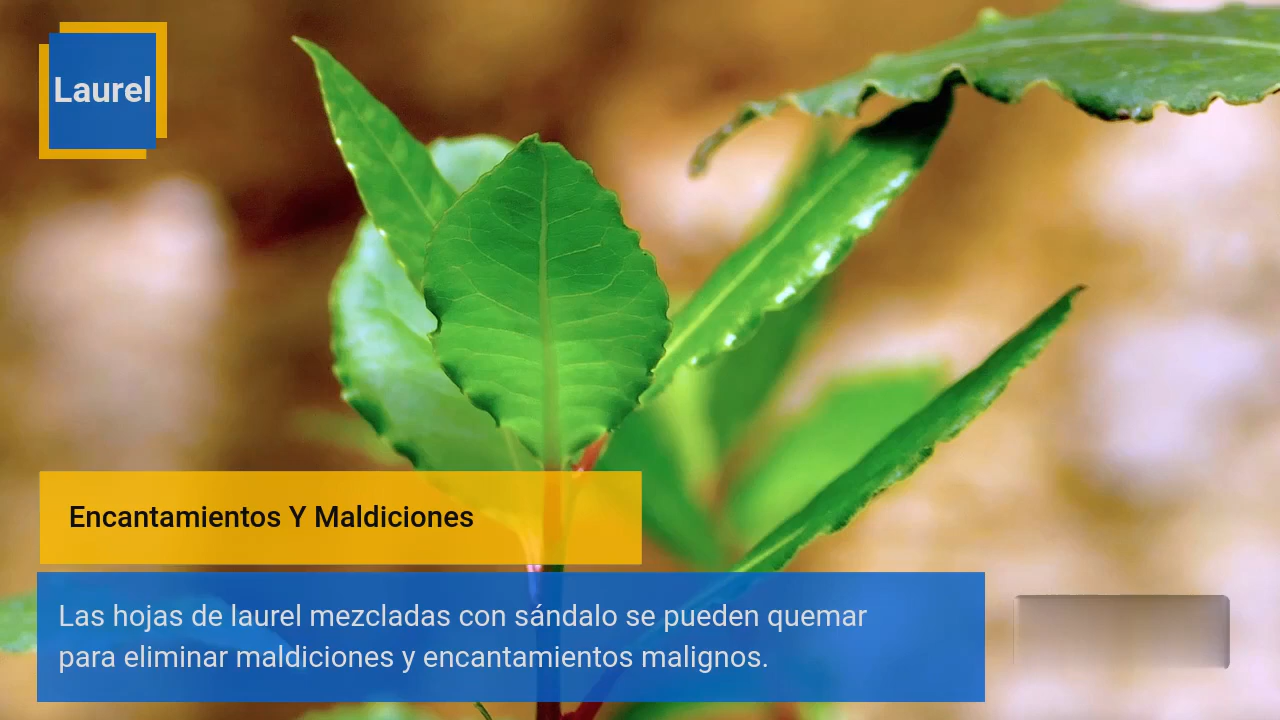 Laurel
Encantamientos Y Maldiciones
Las hojas de laurel mezcladas con sándalo se pueden quemar
para eliminar maldiciones y encantamientos malignos.